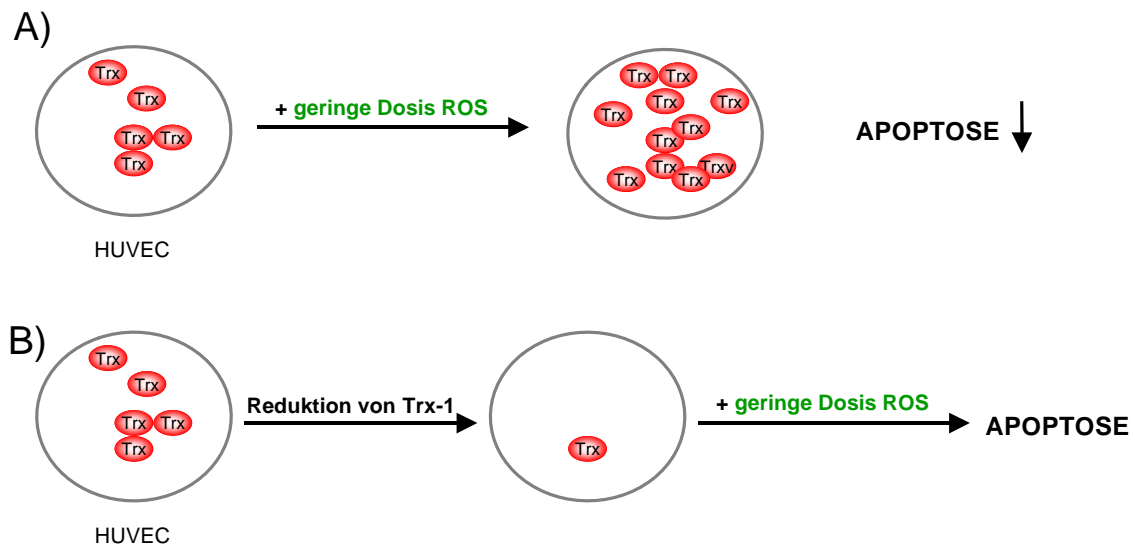 A)
Trx
Trx
Trx Trx
Trx
HUVEC
+ geringe Dosis ROS
Trx Trx
Trx Trx Trx
Trx
Trx
Trx Trxv
Trx Trx
APOPTOSE
B)
Trx
Trx
Trx Trx
Trx
HUVEC
Reduktion von Trx-1
Trx
+ geringe Dosis ROS
APOPTOSE